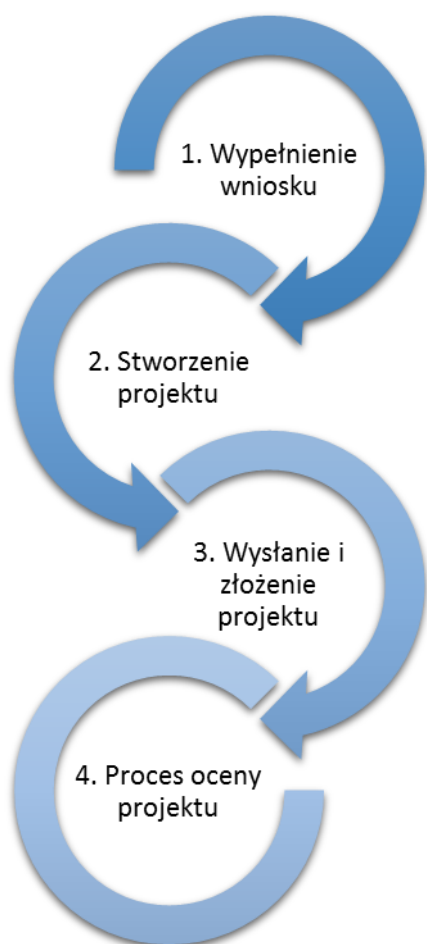 1. Wypełnienie
wniosku
2. Stworzenie
projektu
3. Wysłanie i
złożenie
projektu
4. Proces oceny
projektu